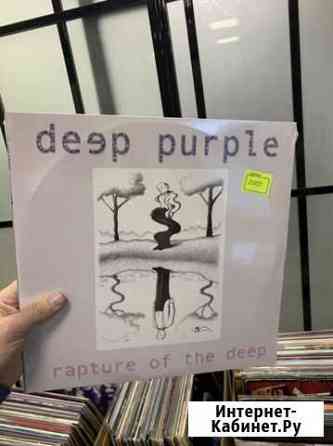 deep purple
rapture of the deep
Интернет-
Кабинет.Ру